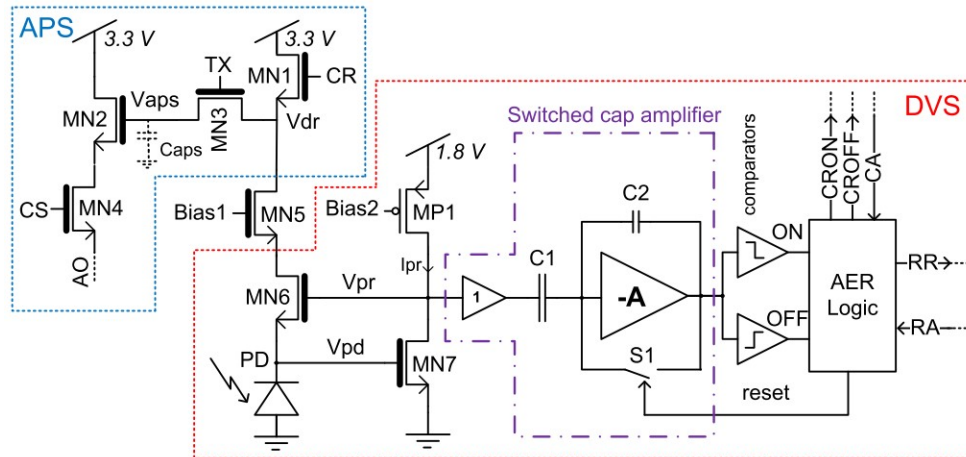 APS
3.3 V
3.3 V
TX
MN1
CR
Vaps
MN2
MN3
Vdr
Caps
CS
MN4
AO
Bias1
MN5
DVS
Switched cap amplifier
1.8 V
Bias2
MP1
Ipr
Vpr
MN6
1
C1
C2
-A
S1
comparators
ON
OFF
CRON
CROFF
CA
AER
Logic
RR
RA
PD
Vpd
MN7
reset